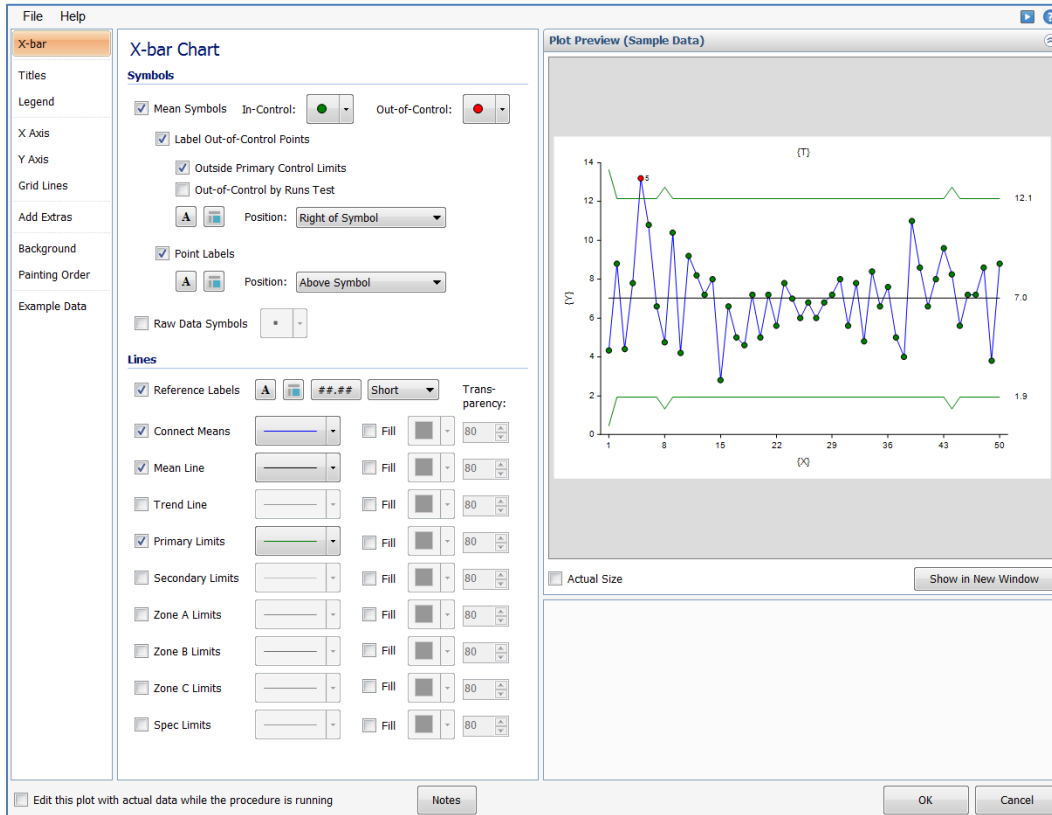 File Help
X-bar
Titles
Legend
X Axis
Y Axis
Grid Lines
Add Extras
Background
Painting Order
Example Data
X-bar Chart
Symbols
Mean Symbols In-Control: Out-of-Control:
Label Out-of-Control Points
Outside Primary Control Limits
Out-of-Control by Runs Test
A Position: Right of Symbol
Point Labels
A Position: Above Symbol
Raw Data Symbols
Lines
Reference Labels A ##.## Short Trans-
parency:
Connect Means Fill 80
Mean Line Fill 80
Trend Line Fill 80
Primary Limits Fill 80
Secondary Limits Fill 80
Zone A Limits Fill 80
Zone B Limits Fill 80
Zone C Limits Fill 80
Spec Limits Fill 80
Plot Preview (Sample Data)
{T}
14
12
10
8
6
4
2
0
{Y}
5
12.1
7.0
1.9
1 8 15 22 29 36 43 50
{X}
Actual Size Show in New Window
Edit this plot with actual data while the procedure is running Notes OK Cancel